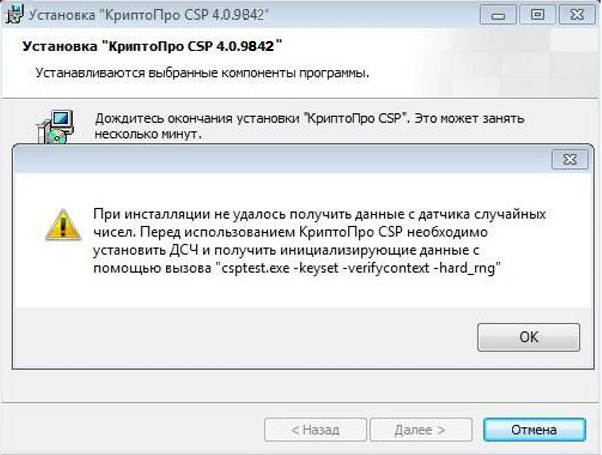 Установка "КриптоПро CSP 4.0.9842"
Установка "КриптоПро CSP 4.0.9842"
Устанавливаются выбранные компоненты программы.
Дождитесь окончания установки "КриптоПро CSP". Это может занять
несколько минут.
При инсталляции не удалось получить данные с датчика случайных
чисел. Перед использованием КриптоПро CSP необходимо
установить ДСЧ и получить инициализирующие данные с
помощью вызова "csptest.exe -keyset -verifycontext -hard_rng"
OK
< Назад
Далее >
Отмена